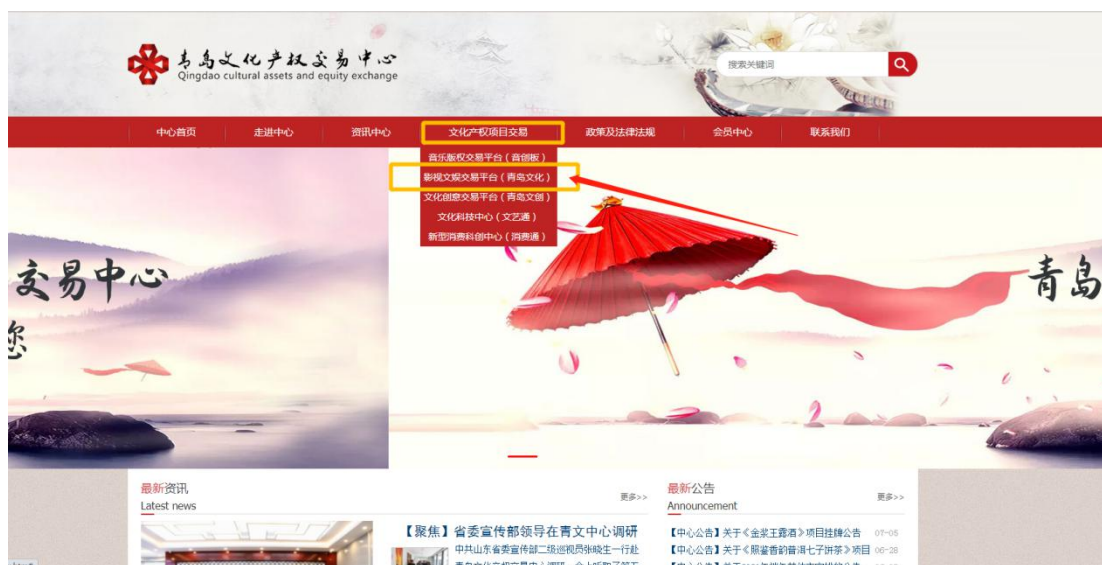 青岛文化产权交易中心
Qingdao cultural assets and equity exchange
搜索关键词
中心首页 走进中心 资讯中心 文化产权项目交易 政策及法律法规 会员中心 联系我们
音乐版权交易平台（音创板）
影视文娱交易平台（青岛文化）
文化创意交易平台（青岛文创）
文化科技中心（文艺通）
新型消费科创中心（消费通）
交易中心
您
青岛
最新资讯
Latest news
更多>>
【聚焦】省委宣传部领导在青文中心调研
中共山东省委宣传部二级巡视员张晓生一行赴
最新公告
Announcement
更多>>
【中心公告】关于《金浆玉露酒》项目挂牌公告 07-05
【中心公告】关于《熙鉴香韵普洱七子饼茶》项目 06-28